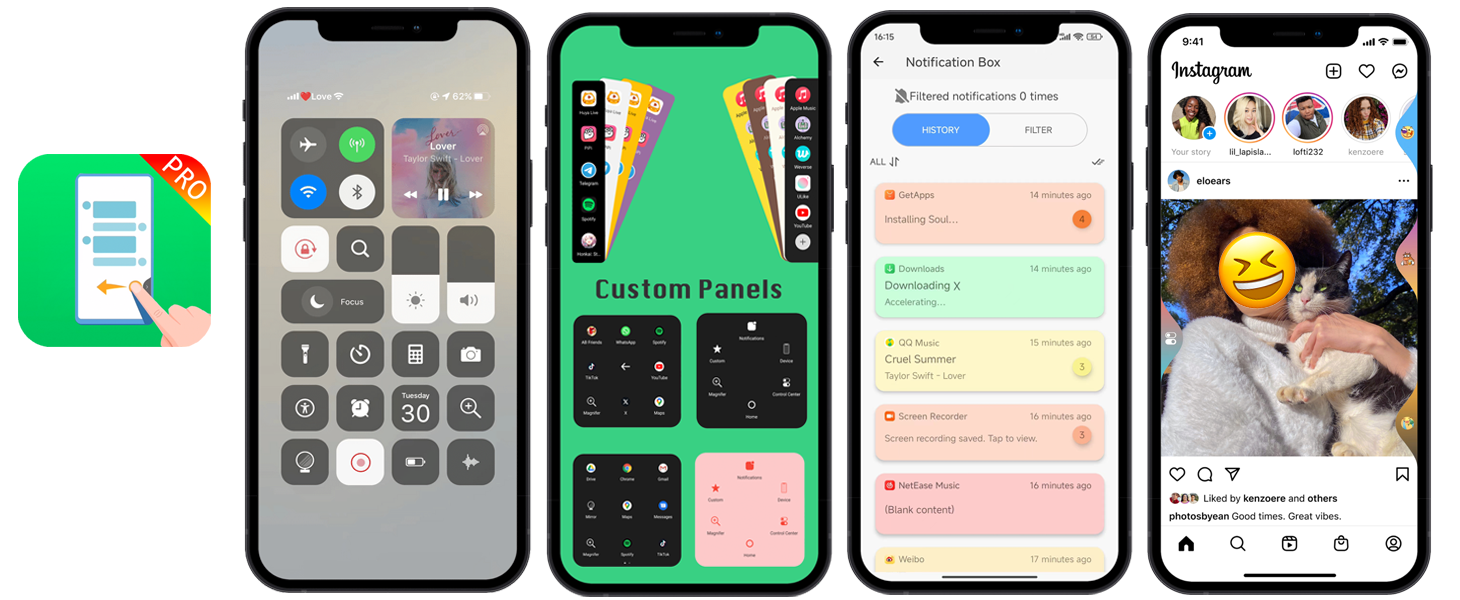 PRO
Love
62%
Lover
Lover
Taylor Swift - Lover
Focus
Tuesday
30
Telegram
Spotify
Honkai: St...
Apple Music
Alchemy
Weverse
ULike
YouTube
Custom Panels
All Friends
WhatsApp
Spotify
TikTok
YouTube
Magnifier
X
Maps
Notifications
Custom
Device
Magnifier
Control Center
Home
Drive
Chrome
Gmail
Mirror
Maps
Messages
Magnifier
Spotify
TikTok
Notifications
Custom
Device
Magnifier
Control Center
Home
16:15
Notification Box
Filtered notifications 0 times
HISTORY
FILTER
ALL
GetApps
14 minutes ago
Installing Soul...
4
Downloads
14 minutes ago
Downloading X
Accelerating...
QQ Music
15 minutes ago
Cruel Summer
3
Taylor Swift - Lover
Screen Recorder
16 minutes ago
Screen recording saved. Tap to view.
3
NetEase Music
16 minutes ago
(Blank content)
Weibo
17 minutes ago
9:41
Instagram
Your story
lil_lapisla...
lofti232
kenzoere
eloears
Liked by kenzoere and others
photosbyean Good times. Great vibes.